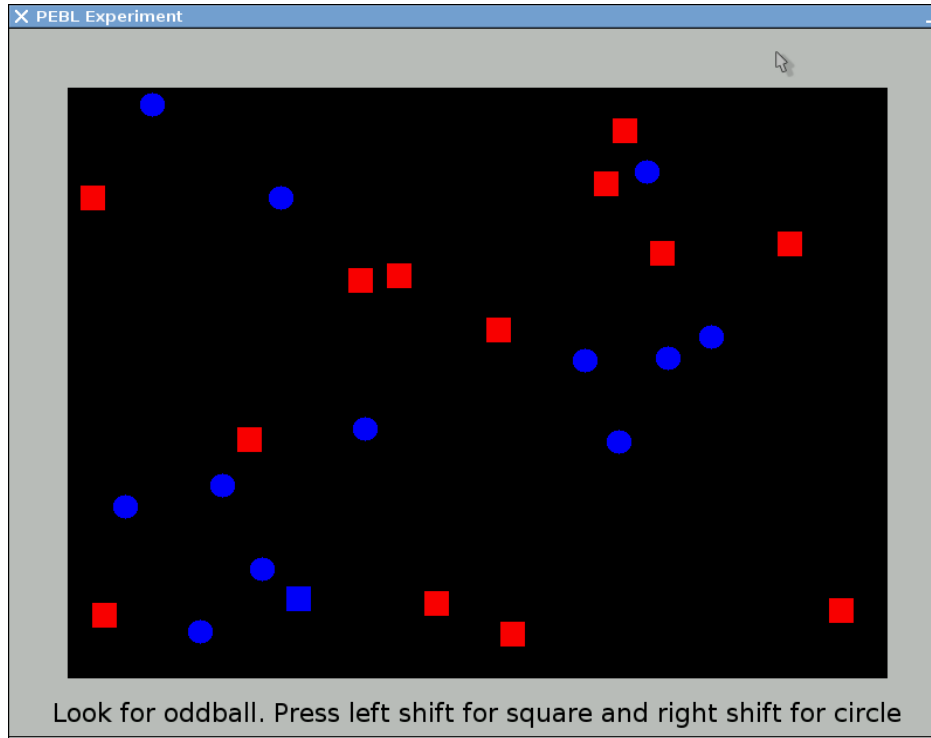 PEBL Experiment
Look for oddball. Press left shift for square and right shift for circle